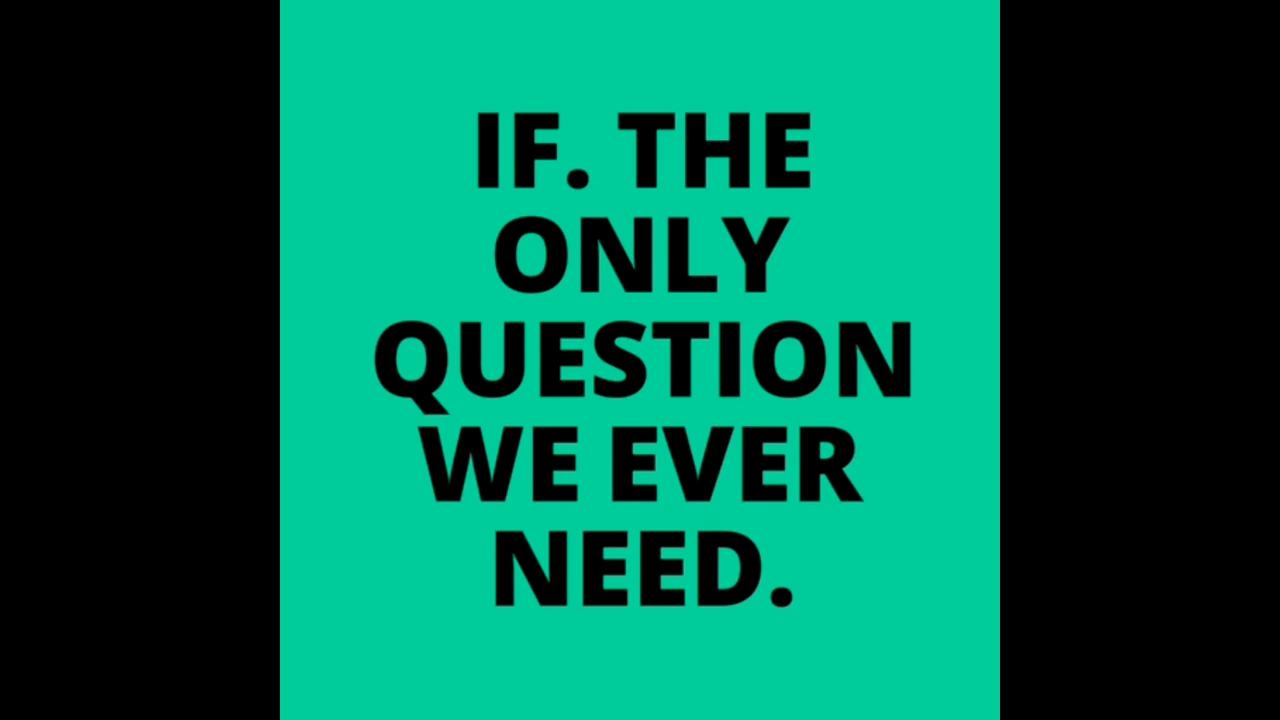 IF. THE
ONLY
QUESTION
WE EVER
NEED.